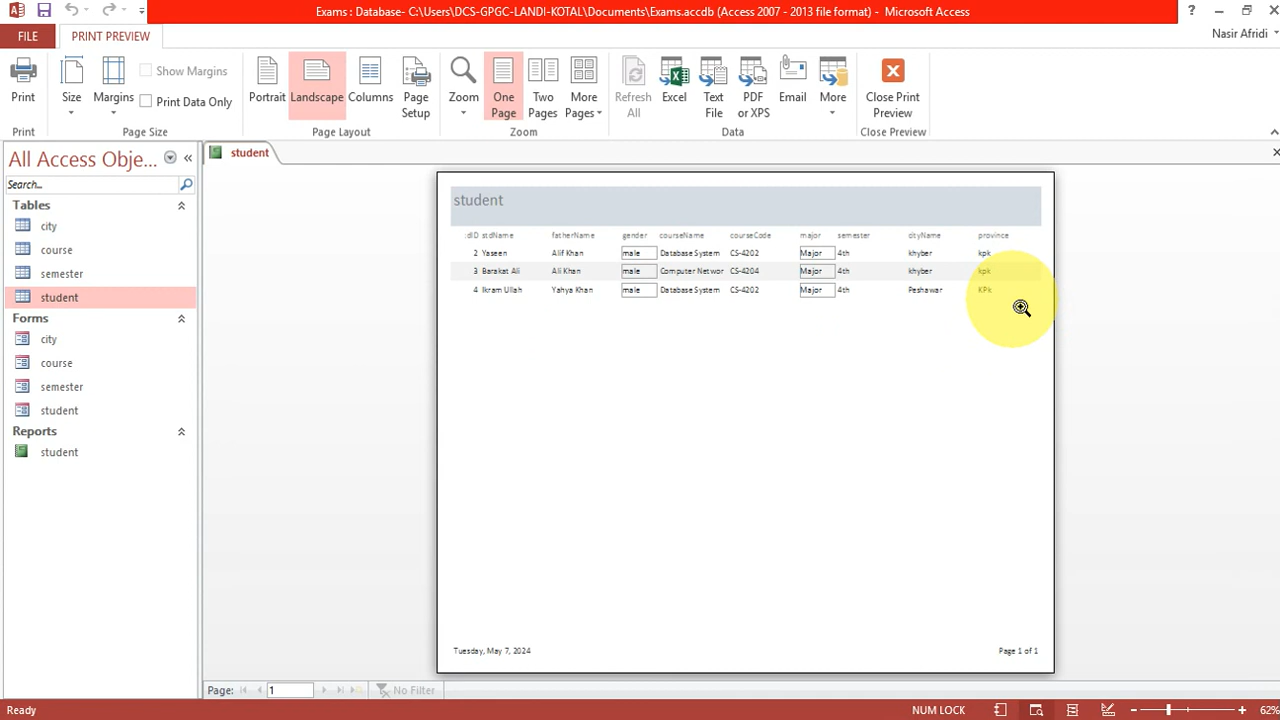 Exams : Database- C:\Users\DCS-GPGC-LANDI-KOTAL\Documents\Exams.accdb (Access 2007 - 2013 file format) - Microsoft Access
FILE PRINT PREVIEW Nasir Afridi
Print Size Margins Show Margins Print Data Only Portrait Landscape Columns Page Setup Zoom One Page Two Pages More Pages Refresh All Excel Text File PDF or XPS Email More Close Print Preview
Print Page Size Page Layout Zoom Data Close Preview
All Access Obje... student
Search...
Tables
city
course
semester
student
Forms
city
course
semester
student
Reports
student
student
dID stdName fatherName gender courseName courseCode major semester cityName province
2 Yaseen Alif Khan male Database System CS-4202 Major 4th khyber kpk
3 Barakat Ali Ali Khan male Computer Networ CS-4204 Major 4th khyber kpk
4 Ikram Ullah Yahya Khan male Database System CS-4202 Major 4th Peshawar KPk
Tuesday, May 7, 2024 Page 1 of 1
Page: 1 No Filter
Ready NUM LOCK 62%